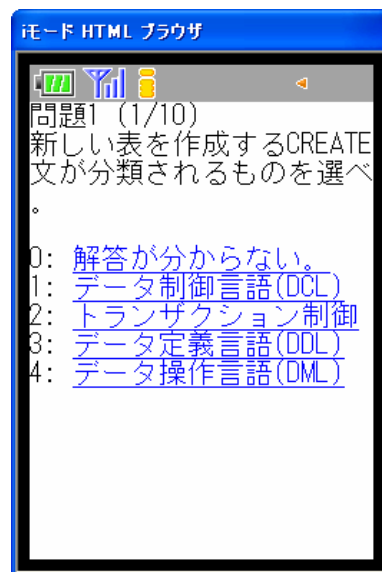 iモード HTML ブラウザ
問題1 (1/10)
新しい表を作成するCREATE
文が分類されるものを選べ
。
0: 解答が分からない。
1: データ制御言語(DCL)
2: トランザクション制御
3: データ定義言語(DDL)
4: データ操作言語(DML)